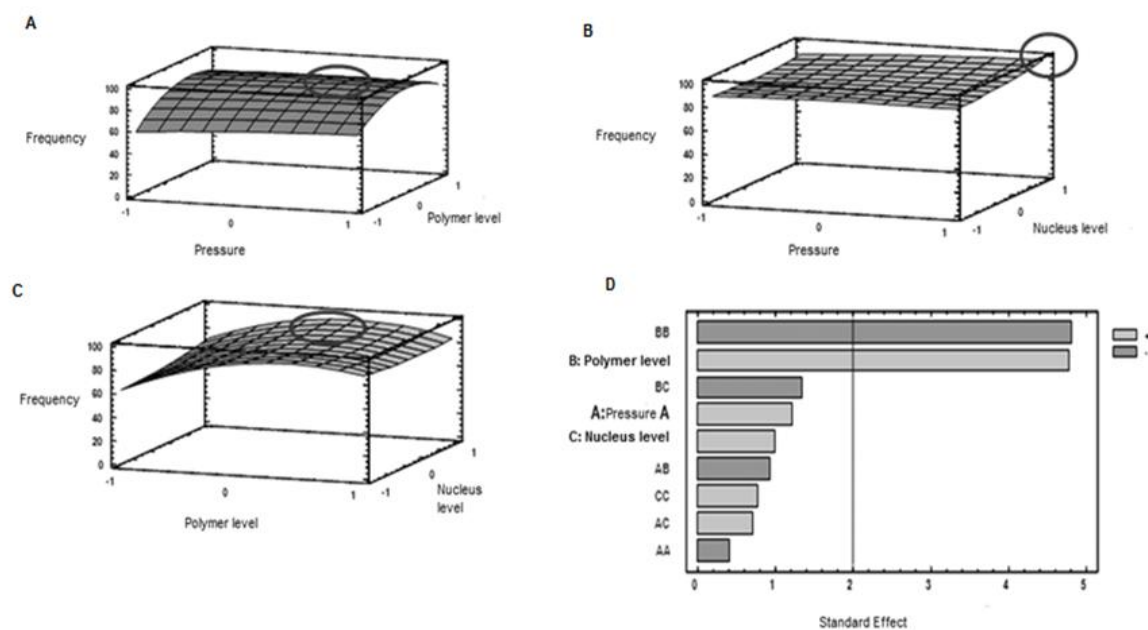 A
100
80
60
40
20
0
Frequency
-1
0
1
Pressure
-1
0
1
Polymer level
B
100
80
60
40
20
0
Frequency
-1
0
1
Pressure
-1
0
1
Nucleus level
C
100
80
60
40
20
0
Frequency
-1
0
1
Polymer level
-1
0
1
Nucleus
level
D
BB
B: Polymer level
BC
A:Pressure A
C: Nucleus level
AB
CC
AC
AA
0
1
2
3
4
5
Standard Effect
+
-